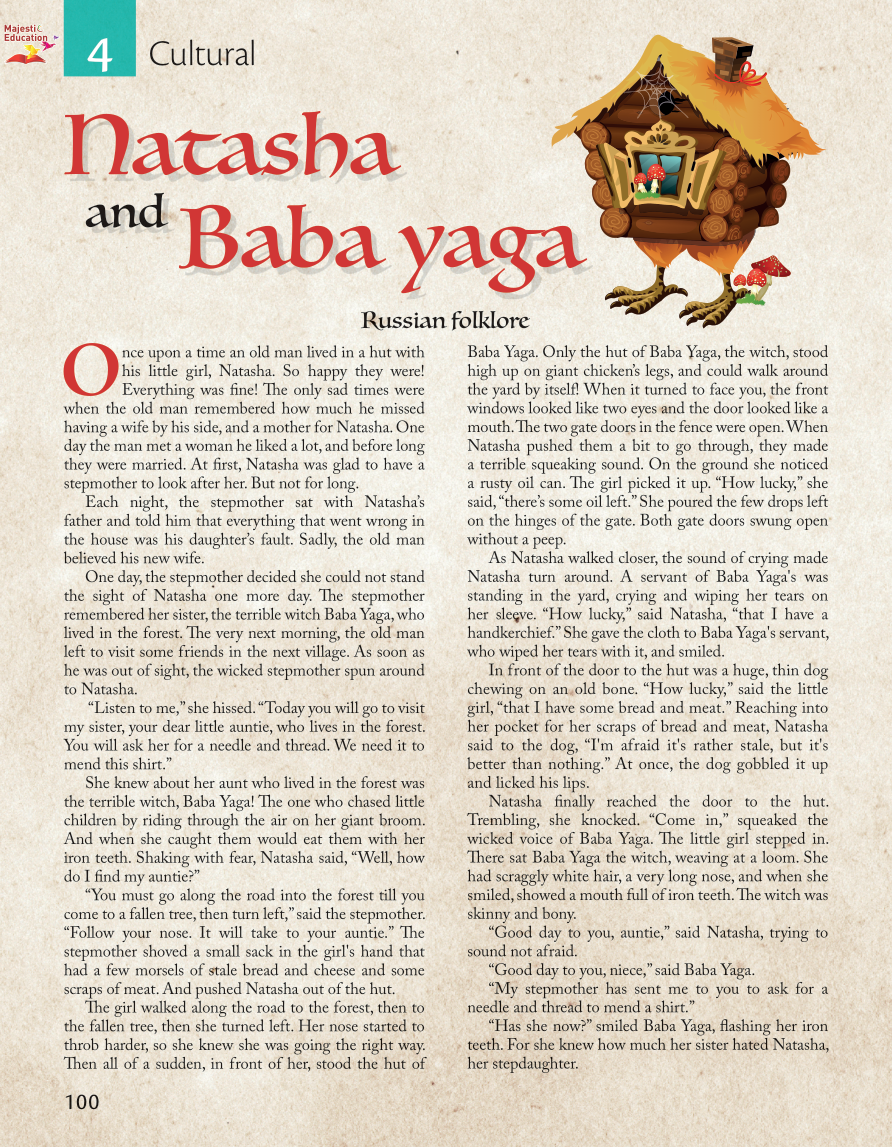 Majestic
Education
4
Cultural
Natasha
and
Baba yaga
Russian folklore
Once upon a time an old man lived in a hut with
his little girl, Natasha. So happy they were!
Everything was fine! The only sad times were
when the old man remembered how much he missed
having a wife by his side, and a mother for Natasha. One
day the man met a woman he liked a lot, and before long
they were married. At first, Natasha was glad to have a
stepmother to look after her. But not for long.
Each night, the stepmother sat with Natasha’s
father and told him that everything that went wrong in
the house was his daughter’s fault. Sadly, the old man
believed his new wife.
One day, the stepmother decided she could not stand
the sight of Natasha one more day. The stepmother
remembered her sister, the terrible witch Baba Yaga, who
lived in the forest. The very next morning, the old man
left to visit some friends in the next village. As soon as
he was out of sight, the wicked stepmother spun around
to Natasha.
“Listen to me,” she hissed. “Today you will go to visit
my sister, your dear little auntie, who lives in the forest.
You will ask her for a needle and thread. We need it to
mend this shirt.”
She knew about her aunt who lived in the forest was
the terrible witch, Baba Yaga! The one who chased little
children by riding through the air on her giant broom.
And when she caught them would eat them with her
iron teeth. Shaking with fear, Natasha said, “Well, how
do I find my auntie?”
“You must go along the road into the forest till you
come to a fallen tree, then turn left,” said the stepmother.
“Follow your nose. It will take to your auntie.” The
stepmother shoved a small sack in the girl's hand that
had a few morsels of stale bread and cheese and some
scraps of meat. And pushed Natasha out of the hut.
The girl walked along the road to the forest, then to
the fallen tree, then she turned left. Her nose started to
throb harder, so she knew she was going the right way.
Then all of a sudden, in front of her, stood the hut of
Baba Yaga. Only the hut of Baba Yaga, the witch, stood
high up on giant chicken’s legs, and could walk around
the yard by itself! When it turned to face you, the front
windows looked like two eyes and the door looked like a
mouth. The two gate doors in the fence were open. When
Natasha pushed them a bit to go through, they made
a terrible squeaking sound. On the ground she noticed
a rusty oil can. The girl picked it up. “How lucky,” she
said, “there’s some oil left.” She poured the few drops left
on the hinges of the gate. Both gate doors swung open
without a peep.
As Natasha walked closer, the sound of crying made
Natasha turn around. A servant of Baba Yaga's was
standing in the yard, crying and wiping her tears on
her sleeve. “How lucky,” said Natasha, “that I have a
handkerchief.” She gave the cloth to Baba Yaga's servant,
who wiped her tears with it, and smiled.
In front of the door to the hut was a huge, thin dog
chewing on an old bone. “How lucky,” said the little
girl, “that I have some bread and meat.” Reaching into
her pocket for her scraps of bread and meat, Natasha
said to the dog, “I'm afraid it's rather stale, but it's
better than nothing.” At once, the dog gobbled it up
and licked his lips.
Natasha finally reached the door to the hut.
Trembling, she knocked. “Come in,” squeaked the
wicked voice of Baba Yaga. The little girl stepped in.
There sat Baba Yaga the witch, weaving at a loom. She
had scraggly white hair, a very long nose, and when she
smiled, showed a mouth full of iron teeth. The witch was
skinny and bony.
“Good day to you, auntie,” said Natasha, trying to
sound not afraid.
“Good day to you, niece,” said Baba Yaga.
“My stepmother has sent me to you to ask for a
needle and thread to mend a shirt.”
“Has she now?” smiled Baba Yaga, flashing her iron
teeth. For she knew how much her sister hated Natasha,
her stepdaughter.
100